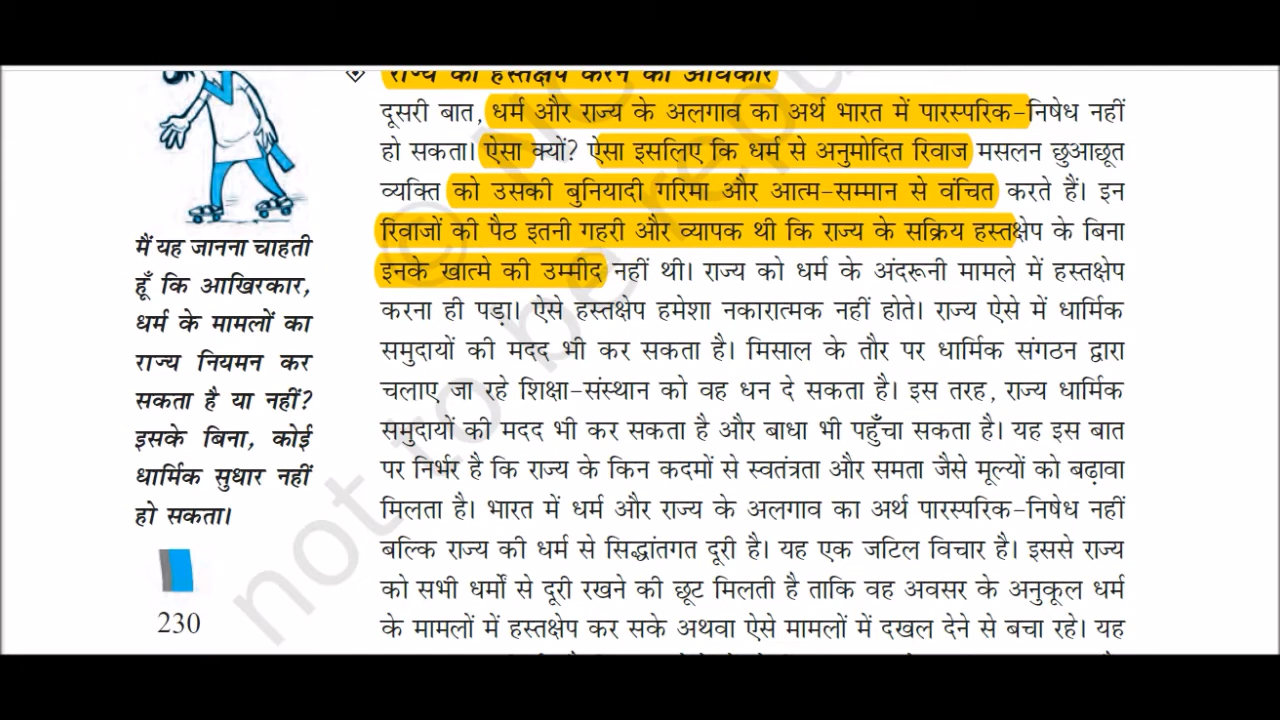 राज्य का हस्तक्षेप करने का अधिकार
दूसरी बात, धर्म और राज्य के अलगाव का अर्थ भारत में पारस्परिक-निषेध नहीं
हो सकता। ऐसा क्यों? ऐसा इसलिए कि धर्म से अनुमोदित रिवाज मसलन छुआछूत
व्यक्ति को उसकी बुनियादी गरिमा और आत्म-सम्मान से वंचित करते हैं। इन
रिवाजों की पैठ इतनी गहरी और व्यापक थी कि राज्य के सक्रिय हस्तक्षेप के बिना
इनके खात्मे की उम्मीद नहीं थी। राज्य को धर्म के अंदरूनी मामले में हस्तक्षेप
करना ही पड़ा। ऐसे हस्तक्षेप हमेशा नकारात्मक नहीं होते। राज्य ऐसे में धार्मिक
समुदायों की मदद भी कर सकता है। मिसाल के तौर पर धार्मिक संगठन द्वारा
चलाए जा रहे शिक्षा-संस्थान को वह धन दे सकता है। इस तरह, राज्य धार्मिक
समुदायों की मदद भी कर सकता है और बाधा भी पहुँचा सकता है। यह इस बात
पर निर्भर है कि राज्य के किन कदमों से स्वतंत्रता और समता जैसे मूल्यों को बढ़ावा
मिलता है। भारत में धर्म और राज्य के अलगाव का अर्थ पारस्परिक-निषेध नहीं
बल्कि राज्य की धर्म से सिद्धांतगत दूरी है। यह एक जटिल विचार है। इससे राज्य
को सभी धर्मों से दूरी रखने की छूट मिलती है ताकि वह अवसर के अनुकूल धर्म
के मामलों में हस्तक्षेप कर सके अथवा ऐसे मामलों में दखल देने से बचा रहे। यह
मैं यह जानना चाहती
हूँ कि आखिरकार,
धर्म के मामलों का
राज्य नियमन कर
सकता है या नहीं?
इसके बिना, कोई
धार्मिक सुधार नहीं
हो सकता।
230
not to be repu